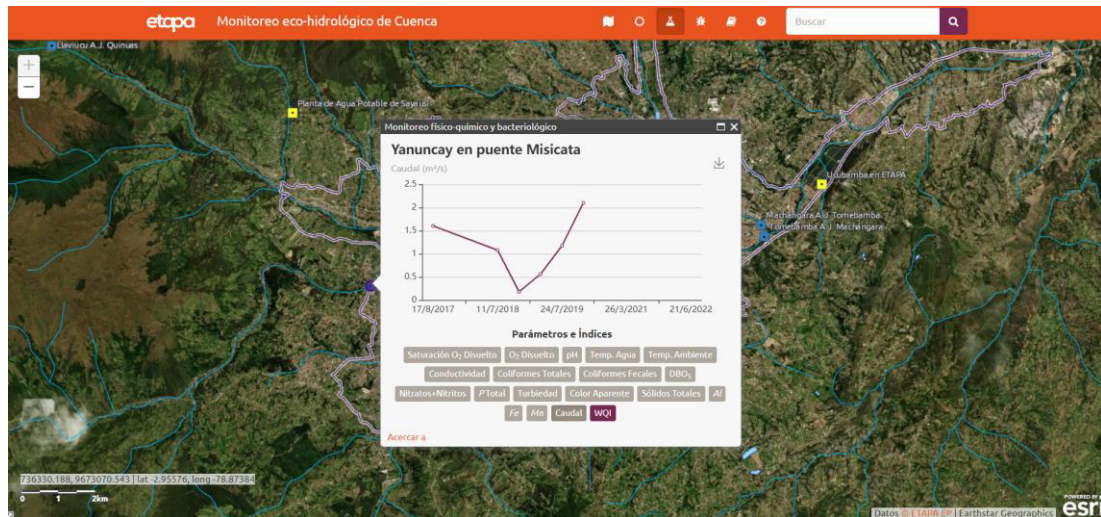 etapa Monitoreo eco-hidrológico de Cuenca Buscar
Llaviucu A.J. Quinuas
+
−
Planta de Agua Potable de Sayausí
Monitoreo físico-químico y bacteriológico
Yanuncay en puente Misicata
Caudal (m³/s)
2.5
2
1.5
1
0.5
0
17/8/2017 11/7/2018 24/7/2019 26/3/2021 21/6/2022
Parámetros e Índices
Saturación O₂ Disuelto O₂ Disuelto pH Temp. Agua Temp. Ambiente
Conductividad Coliformes Totales Coliformes Fecales DBO₅
Nitratos+Nitritos PTotal Turbiedad Color Aparente Sólidos Totales Al
Fe Mn Caudal WQI
Acercar a
Ucubamba en ETAPA
Machángara A.J. Tomebamba
Tomebamba A.J. Machángara
736330.188, 9673070.543 | lat -2.95576, long -78.87384
0 1 2km
Datos © ETAPA EP | Earthstar Geographics
esri